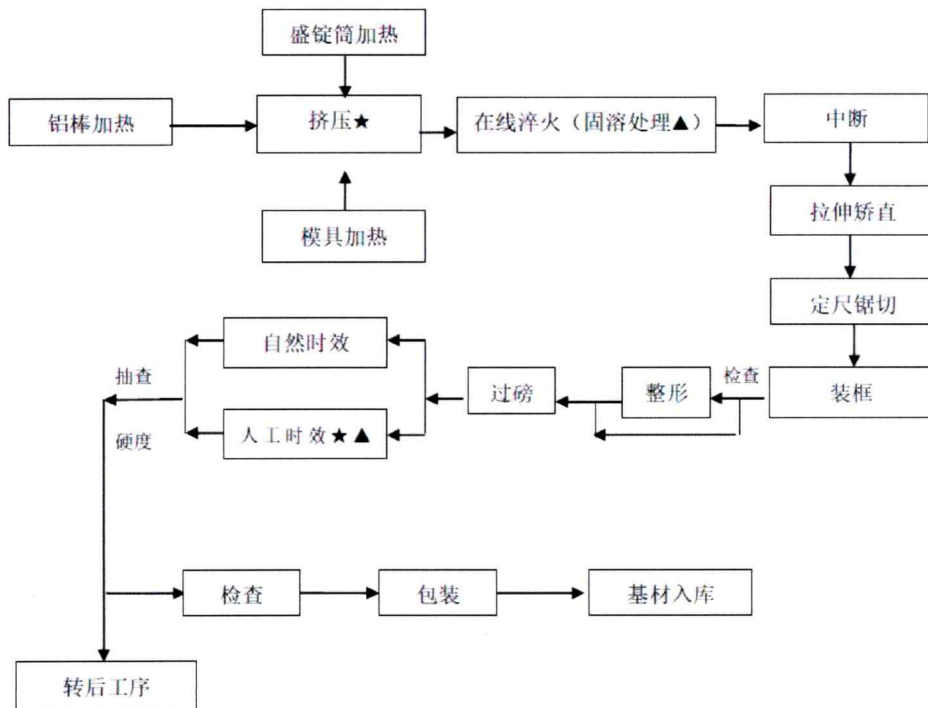 盛锭筒加热
铝棒加热
挤压★
在线淬火（固溶处理▲）
中断
模具加热
拉伸矫直
定尺锯切
自然时效
抽查
过磅
整形
检查
装框
人工时效★▲
硬度
检查
包装
基材入库
转后工序